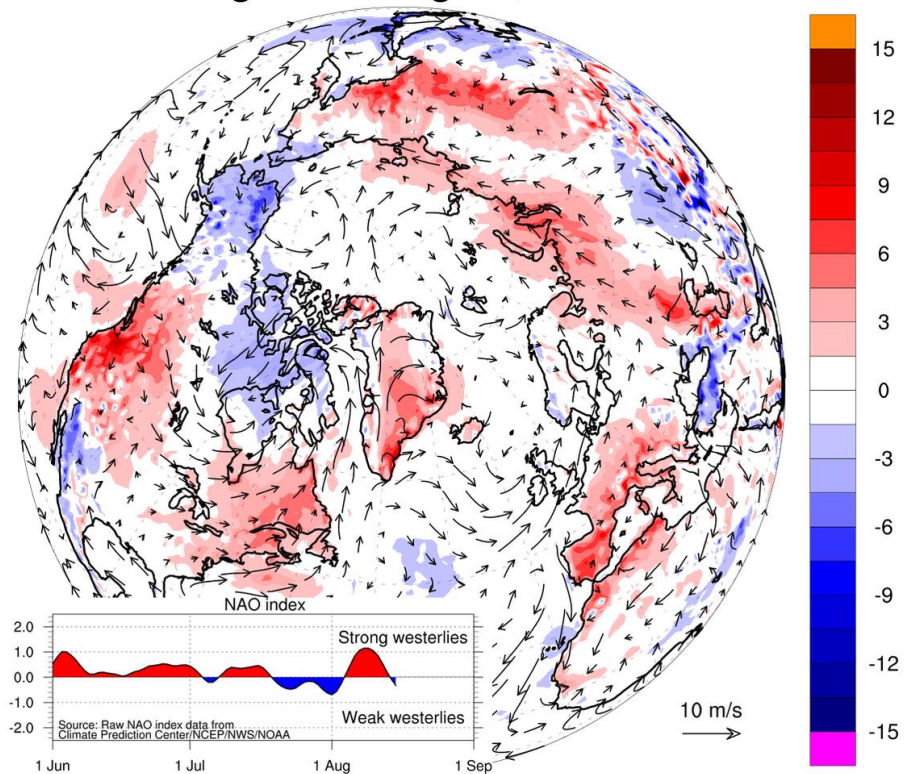 15
12
9
6
3
0
-3
-6
-9
-12
-15
NAO index
2.0
1.0
0.0
-1.0
-2.0
Strong westerlies
Weak westerlies
Source: Raw NAO index data from
Climate Prediction Center/NCEP/NWS/NOAA
1 Jun
1 Jul
1 Aug
1 Sep
10 m/s